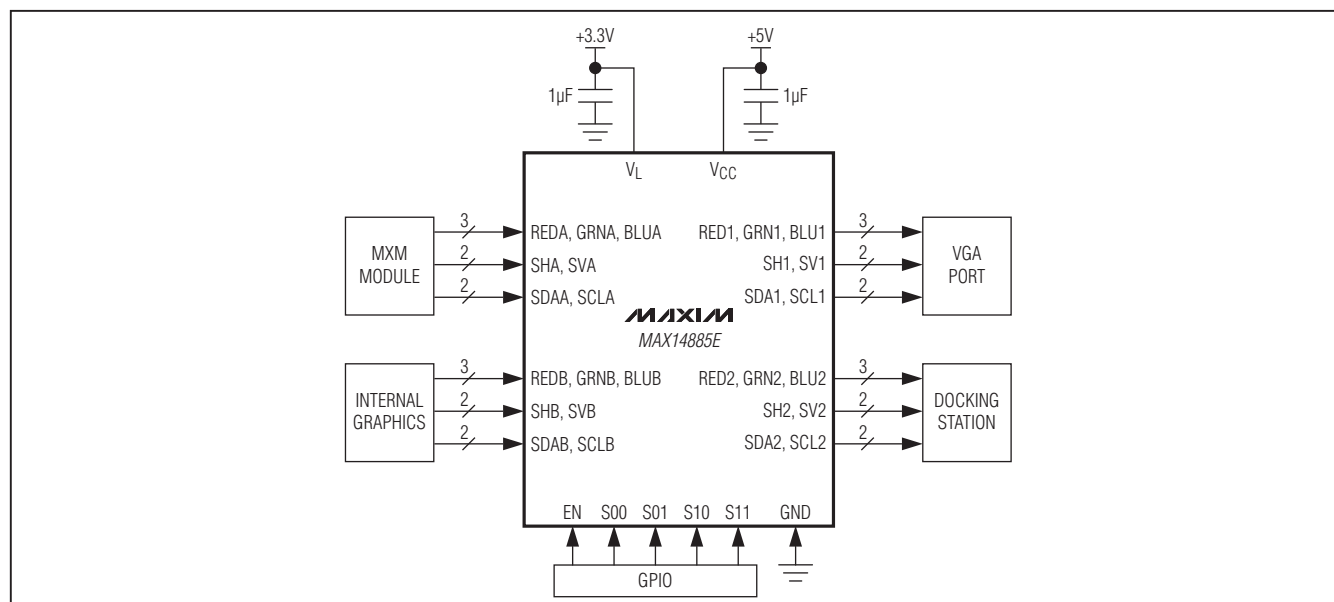 +3.3V
+5V
1µF
1µF
VL
VCC
MXM
MODULE
3
2
2
REDA, GRNA, BLUA
SHA, SVA
SDAA, SCLA
RED1, GRN1, BLU1
SH1, SV1
SDA1, SCL1
3
2
2
VGA
PORT
MAXIM
MAX14885E
INTERNAL
GRAPHICS
3
2
2
REDB, GRNB, BLUB
SHB, SVB
SDAB, SCLB
RED2, GRN2, BLU2
SH2, SV2
SDA2, SCL2
3
2
2
DOCKING
STATION
EN S00 S01 S10 S11 GND
GPIO